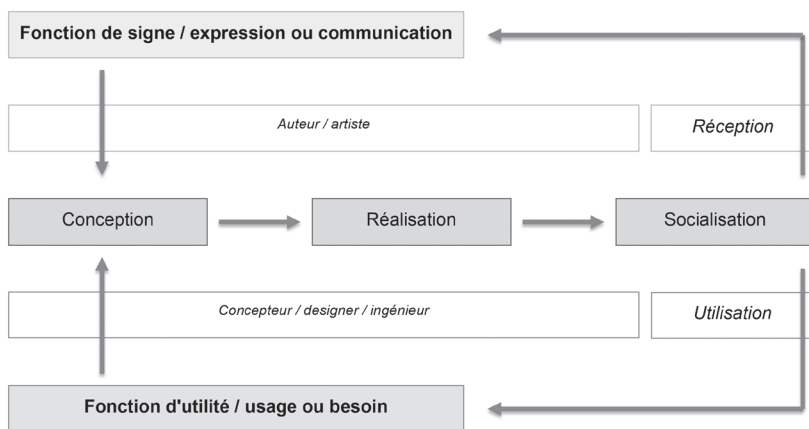 Fonction de signe / expression ou communication
Auteur / artiste
Réception
Conception
Réalisation
Socialisation
Concepteur / designer / ingénieur
Utilisation
Fonction d'utilité / usage ou besoin